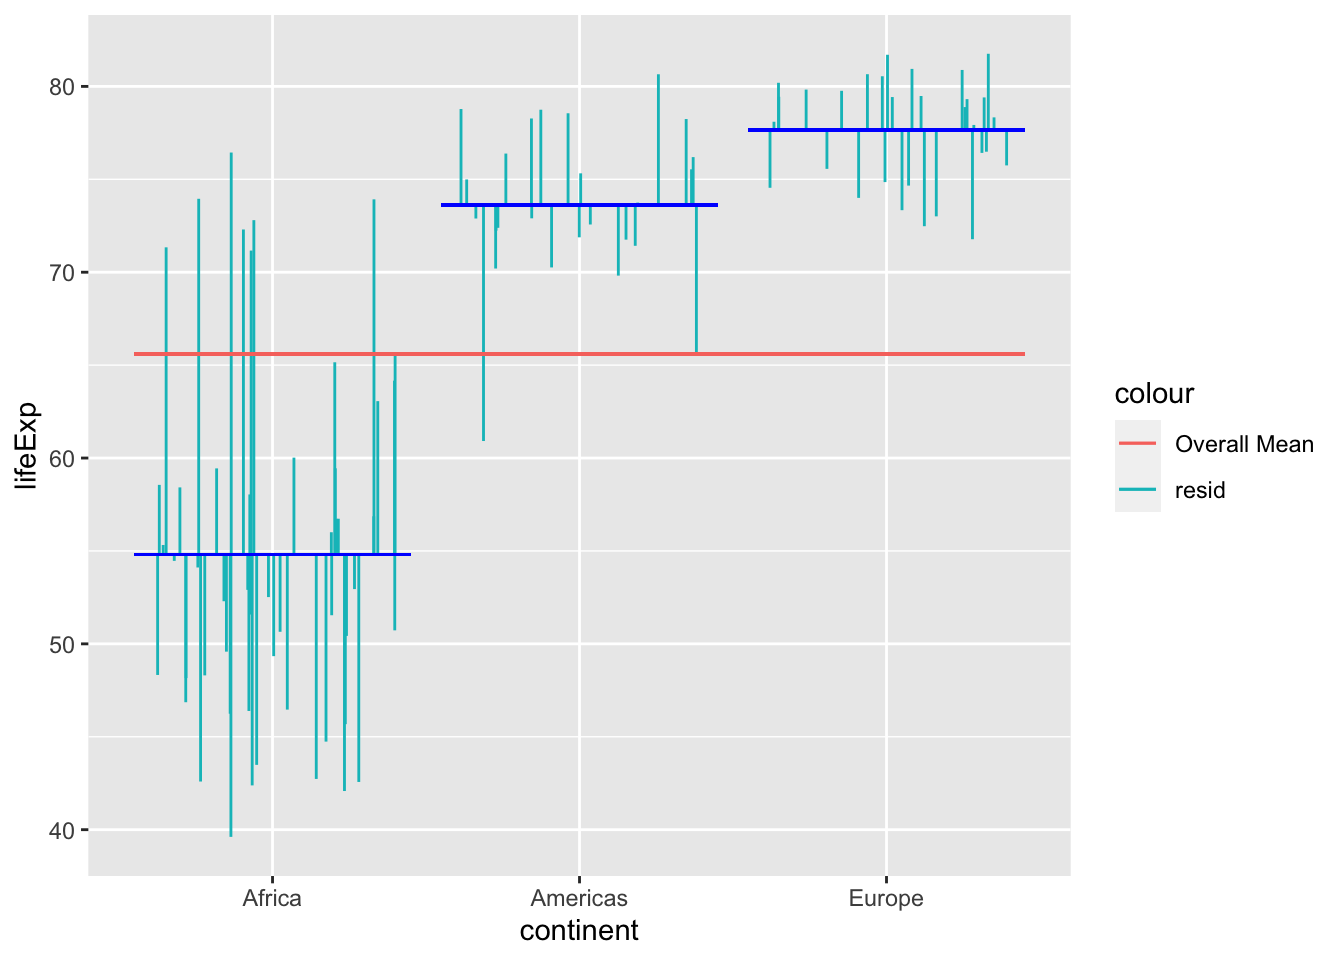 80
70
60
50
40
lifeExp
Africa
Americas
Europe
continent
colour
Overall Mean
resid